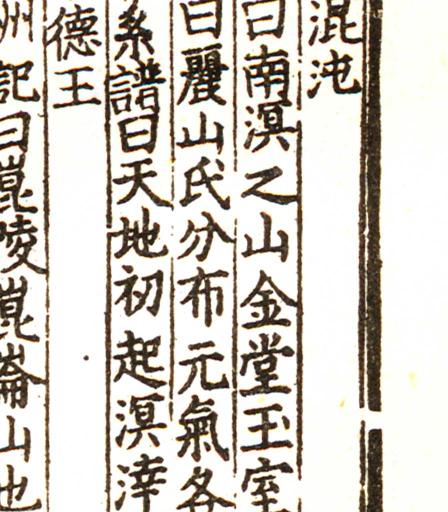 混沌
曰南溟之山金堂玉室
曰麗山氏分布元氣各
系譜曰天地初起溟涬
德王
洲記曰崑陵崑崙山也